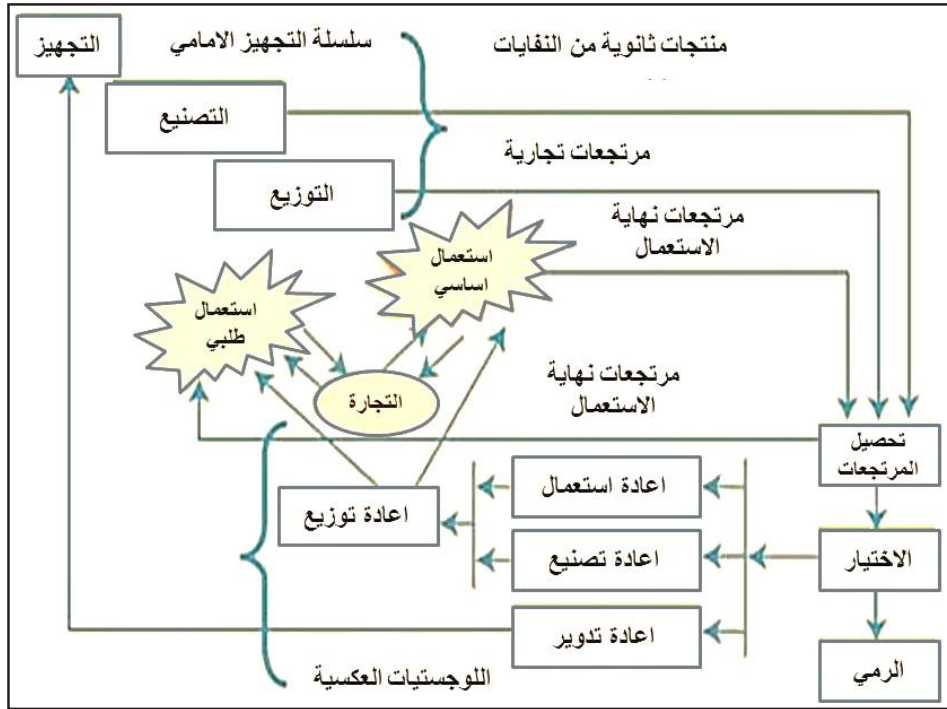 التجهيز
سلسلة التجهيز الامامي
منتجات ثانوية من النفايات
التصنيع
مرتجعات تجارية
التوزيع
مرتجعات نهاية
الاستعمال
استعمال
اساسي
استعمال
طلبي
التجارة
مرتجعات نهاية
الاستعمال
تحصيل
المرتجعات
اعادة استعمال
اعادة توزيع
الاختيار
اعادة تصنيع
اعادة تدوير
الرمي
اللوجستيات العكسية